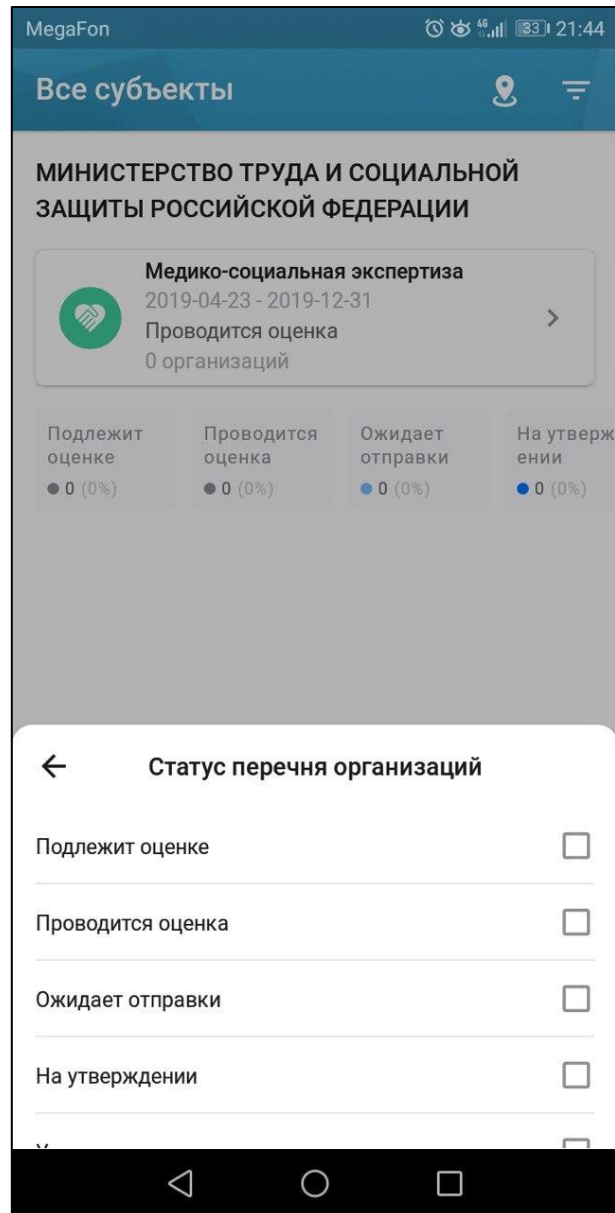 MegaFon 46 33 21:44
Все субъекты
МИНИСТЕРСТВО ТРУДА И СОЦИАЛЬНОЙ
ЗАЩИТЫ РОССИЙСКОЙ ФЕДЕРАЦИИ
Медико-социальная экспертиза
2019-04-23 - 2019-12-31
Проводится оценка
0 организаций
Подлежит Проводится Ожидает На утверж
оценке оценка отправки ении
0 (0%) 0 (0%) 0 (0%) 0 (0%)
Статус перечня организаций
Подлежит оценке
Проводится оценка
Ожидает отправки
На утверждении